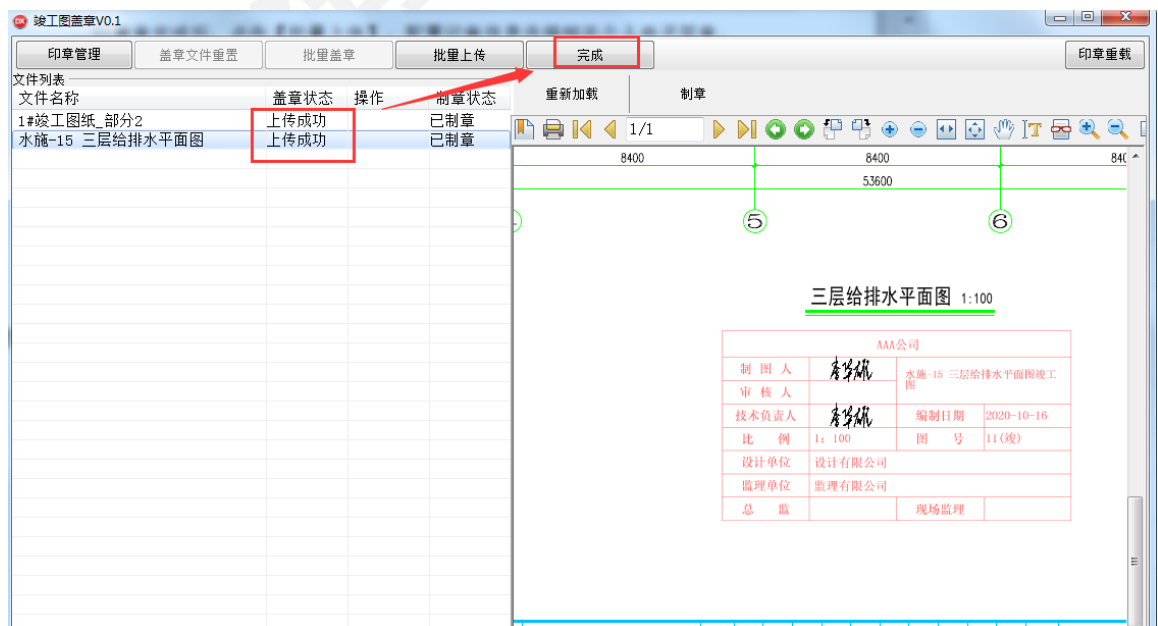 竣工图盖章V0.1
印章管理 盖章文件重置 批里盖章 批里上传 完成 印章重载
文件列表
文件名称 盖章状态 操作 制章状态
1#竣工图纸_部分2 上传成功 已制章
水施-15 三层给排水平面图 上传成功 已制章
重新加载 制章
1/1
8400 8400 840
53600
5 6
三层给排水平面图 1:100
AAA公司
制图人 水施-15 三层给排水平面图竣工图
审核人
技术负责人 编制日期 2020-10-16
比例 1:100 图号 11(竣)
设计单位 设计有限公司
监理单位 监理有限公司
总监 现场监理